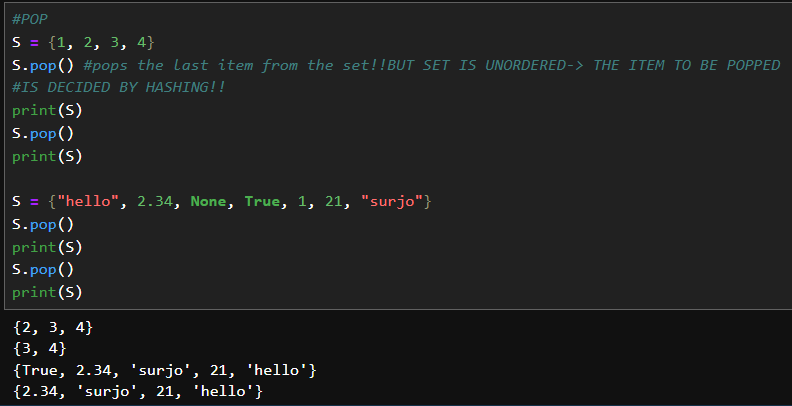 #POP
S = {1, 2, 3, 4}
S.pop() #pops the last item from the set!!BUT SET IS UNORDERED-> THE ITEM TO BE POPPED
#IS DECIDED BY HASHING!!
print(S)
S.pop()
print(S)

S = {"hello", 2.34, None, True, 1, 21, "surjo"}
S.pop()
print(S)
S.pop()
print(S)
{2, 3, 4}
{3, 4}
{True, 2.34, 'surjo', 21, 'hello'}
{2.34, 'surjo', 21, 'hello'}